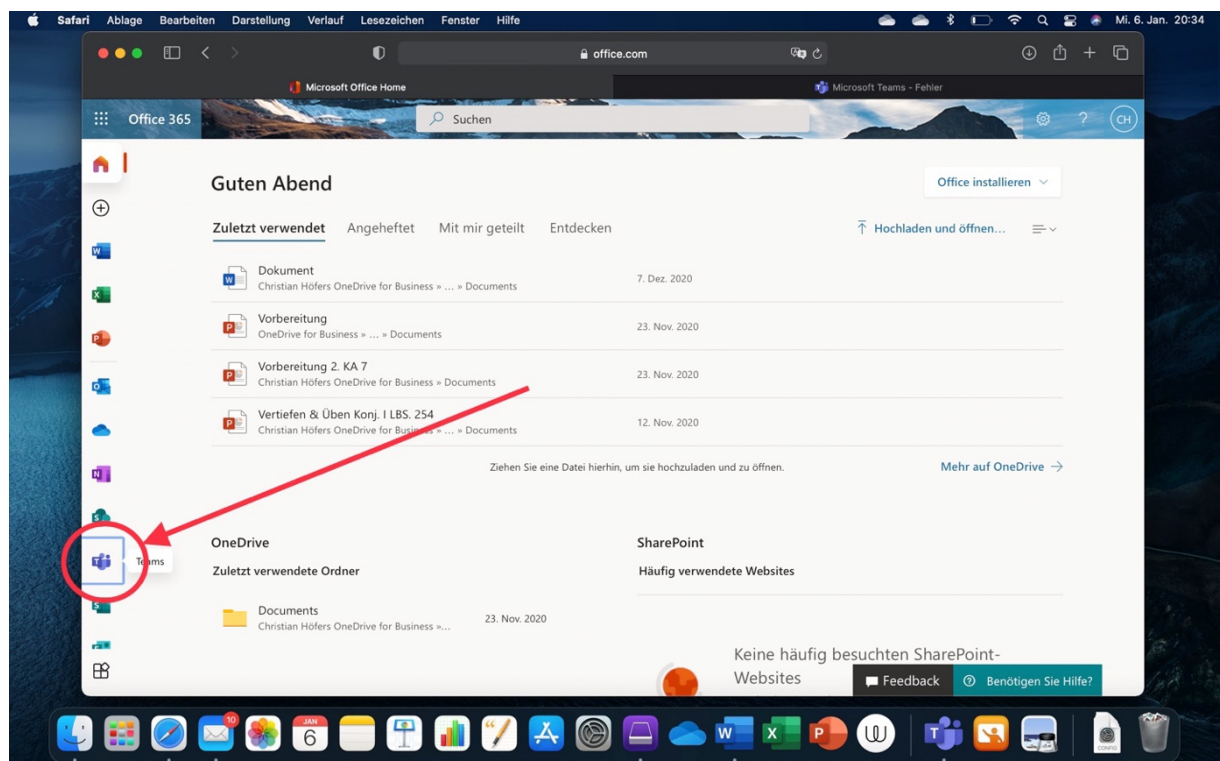 Safari Ablage Bearbeiten Darstellung Verlauf Lesezeichen Fenster Hilfe Mi. 6. Jan. 20:34
office.com
Microsoft Office Home
Microsoft Teams - Fehler
Office 365
Suchen
? CH
Guten Abend
Office installieren
Zuletzt verwendet Angeheftet Mit mir geteilt Entdecken
Hochladen und öffnen...
Dokument
Christian Höfers OneDrive for Business » ... » Documents
7. Dez. 2020
Vorbereitung
OneDrive for Business » ... » Documents
23. Nov. 2020
Vorbereitung 2. KA 7
Christian Höfers OneDrive for Business » Documents
23. Nov. 2020
Vertiefen & Üben Konj. I LBS. 254
Christian Höfers OneDrive for Business » ... » Documents
12. Nov. 2020
Ziehen Sie eine Datei hierhin, um sie hochzuladen und zu öffnen.
Mehr auf OneDrive
Teams
OneDrive
Zuletzt verwendete Ordner
Documents
Christian Höfers OneDrive for Business »...
23. Nov. 2020
SharePoint
Häufig verwendete Websites
Keine häufig besuchten SharePoint-
Websites
Feedback
Benötigen Sie Hilfe?
10
JAN
6
W X P
T
CONFIG